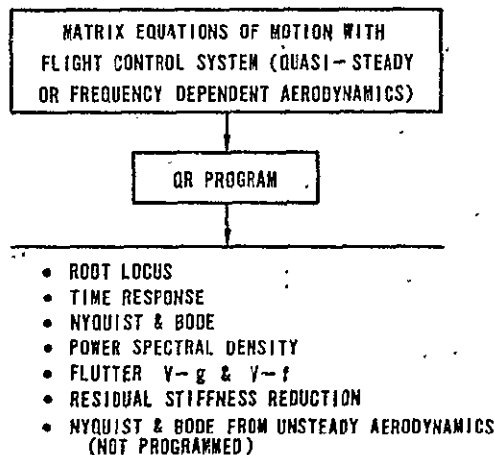 MATRIX EQUATIONS OF MOTION WITH
FLIGHT CONTROL SYSTEM (QUASI-STEADY
OR FREQUENCY DEPENDENT AERODYNAMICS)
QR PROGRAM
• ROOT LOCUS
• TIME RESPONSE
• NYQUIST & BODE
• POWER SPECTRAL DENSITY
• FLUTTER V-g & V-f
• RESIDUAL STIFFNESS REDUCTION
• NYQUIST & BODE FROM UNSTEADY AERODYNAMICS
(NOT PROGRAMMED)